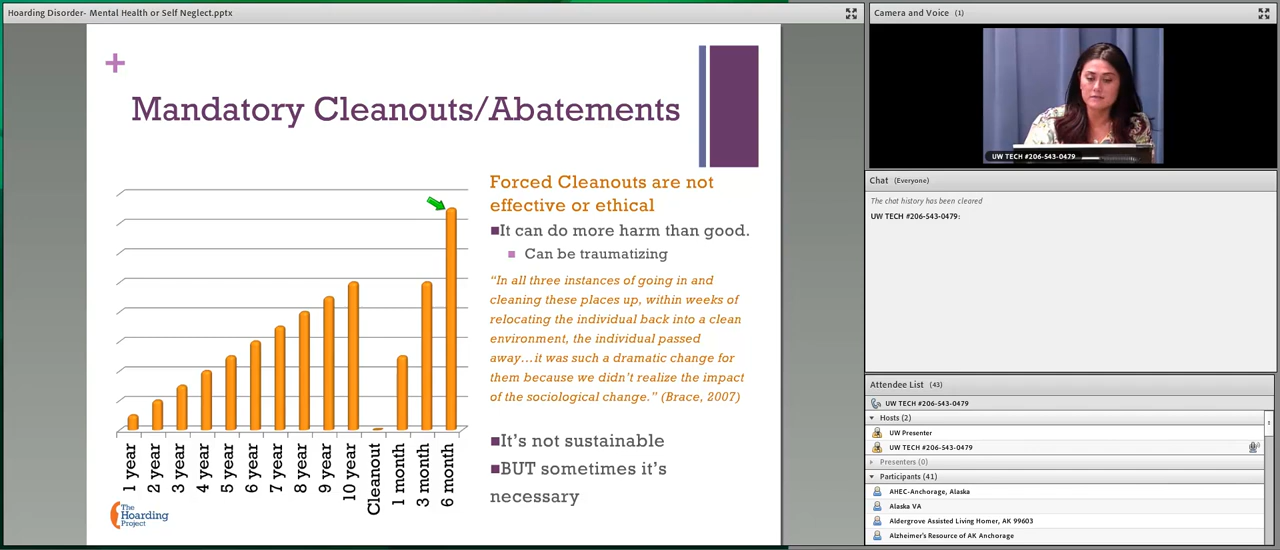 Hoarding Disorder- Mental Health or Self Neglect.pptx
+
Mandatory Cleanouts/Abatements
Forced Cleanouts are not
effective or ethical
It can do more harm than good.
Can be traumatizing
“In all three instances of going in and
cleaning these places up, within weeks of
relocating the individual back into a clean
environment, the individual passed
away...it was such a dramatic change for
them because we didn’t realize the impact
of the sociological change.” (Brace, 2007)
It’s not sustainable
BUT sometimes it’s
necessary
1 year
2 year
3 year
4 year
5 year
6 year
7 year
8 year
9 year
10 year
Cleanout
1 month
3 month
6 month
The
Hoarding
Project
Camera and Voice (1)
UW TECH #206-543-0479
Chat (Everyone)
The chat history has been cleared
UW TECH #206-543-0479:
Attendee List (43)
UW TECH #206-543-0479
Hosts (2)
UW Presenter
UW TECH #206-543-0479
Presenters (0)
Participants (41)
AHEC-Anchorage, Alaska
Alaska VA
Aldergrove Assisted Living Homer, AK 99603
Alzheimer's Resource of AK Anchorage